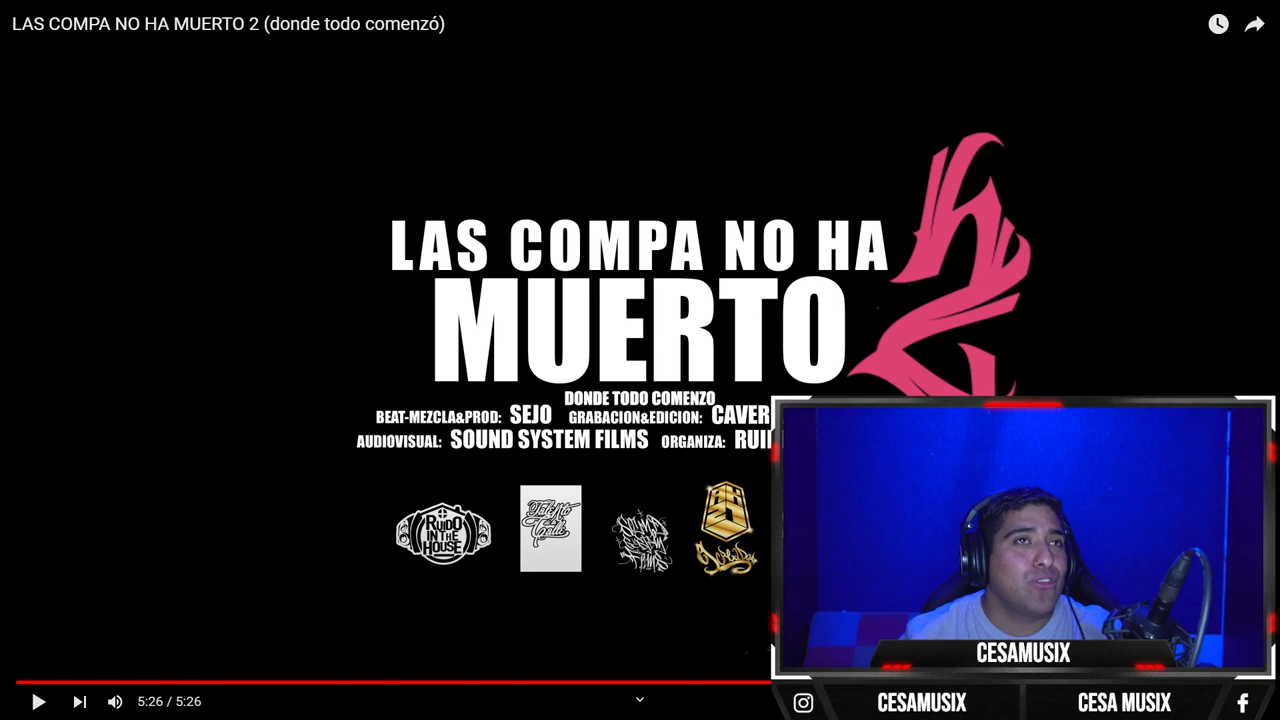 LAS COMPA NO HA MUERTO 2 (donde todo comenzó)
LAS COMPA NO HA
MUERTO
DONDE TODO COMENZO
BEAT-MEZCLA&PROD: SEJO GRABACION&EDICION: CAVER
AUDIOVISUAL: SOUND SYSTEM FILMS ORGANIZA:
RUIDO
IN THE
HOUSE
CESAMUSIX
5:26 / 5:26
CESAMUSIX
CESA MUSIX